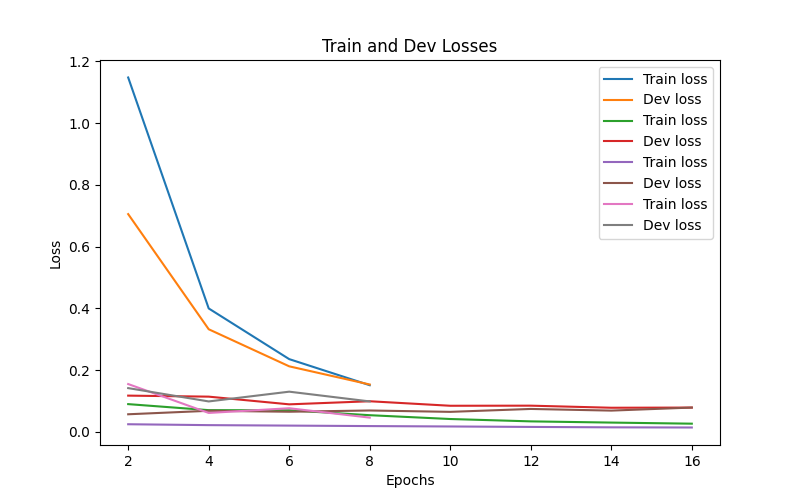 Train and Dev Losses
1.2
1.0
0.8
0.6
0.4
0.2
0.0
Loss
Train loss
Dev loss
Train loss
Dev loss
Train loss
Dev loss
Train loss
Dev loss
2 4 6 8 10 12 14 16
Epochs